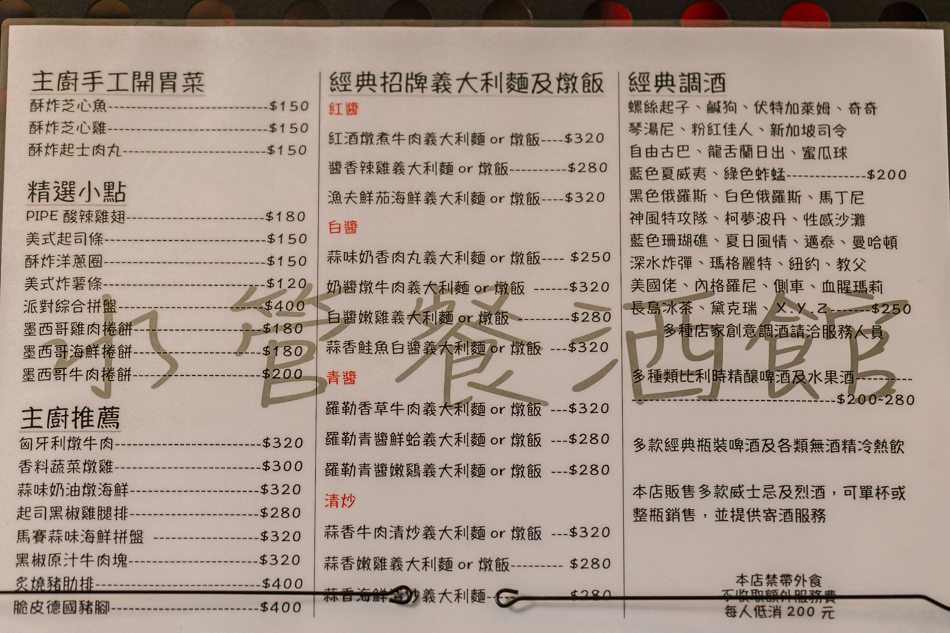 主廚手工開胃菜
酥炸芝心魚--------------------$150
酥炸芝心雞--------------------$150
酥炸起士肉丸------------------$150
精選小點
PIPE 酸辣雞翅-----------------$180
美式起司條--------------------$150
酥炸洋蔥圈--------------------$150
美式炸薯條--------------------$120
派對綜合拼盤------------------$400
墨西哥雞肉捲餅----------------$180
墨西哥海鮮捲餅----------------$180
墨西哥牛肉捲餅----------------$200
主廚推薦
匈牙利燉牛肉------------------$320
香料蔬菜燉雞------------------$300
蒜味奶油燉海鮮----------------$320
起司黑椒雞腿排----------------$280
馬賽蒜味海鮮拼盤 -------------$320
黑椒原汁牛肉塊----------------$320
炙燒豬肋排--------------------$400
脆皮德國豬腳------------------$400
經典招牌義大利麵及燉飯
紅醬
紅酒燉煮牛肉義大利麵 or 燉飯----$320
醬香辣雞義大利麵 or 燉飯--------$280
漁夫鮮茄海鮮義大利麵 or 燉飯----$320
白醬
蒜味奶香肉丸義大利麵 or 燉飯---- $250
奶醬燉牛肉義大利麵 or 燉飯 -----$320
白醬嫩雞義大利麵 or 燉飯--------$280
蒜香鮭魚白醬義大利麵 or 燉飯---$320
青醬
羅勒香草牛肉義大利麵 or 燉飯 ---$320
羅勒青醬鮮蛤義大利麵 or 燉飯 ---$280
羅勒青醬嫩鷄義大利麵 or 燉飯 ---$280
清炒
蒜香牛肉清炒義大利麵 or 燉飯 ---$320
蒜香嫩雞義大利麵 or 燉飯--------$280
蒜香海鮮清炒義大利麵-----$280
經典調酒
螺絲起子、鹹狗、伏特加萊姆、奇奇
琴湯尼、粉紅佳人、新加坡司令
自由古巴、龍舌蘭日出、蜜瓜球
藍色夏威夷、綠色蚱蜢-----------$200
黑色俄羅斯、白色俄羅斯、馬丁尼
神風特攻隊、柯夢波丹、性感沙灘
藍色珊瑚礁、夏日風情、邁泰、曼哈頓
深水炸彈、瑪格麗特、紐約、教父
美國佬、內格羅尼、側車、血腥瑪莉
長島冰茶、黛克瑞、X.Y.Z------$250
多種店家創意調酒請洽服務人員
多種類比利時精釀啤酒及水果酒--------
-----------------------------$200-280
多款經典瓶裝啤酒及各類無酒精冷熱飲
本店販售多款威士忌及烈酒，可單杯或
整瓶銷售，並提供寄酒服務
本店禁帶外食
不收取額外服務費
每人低消 200 元
水管餐酒館